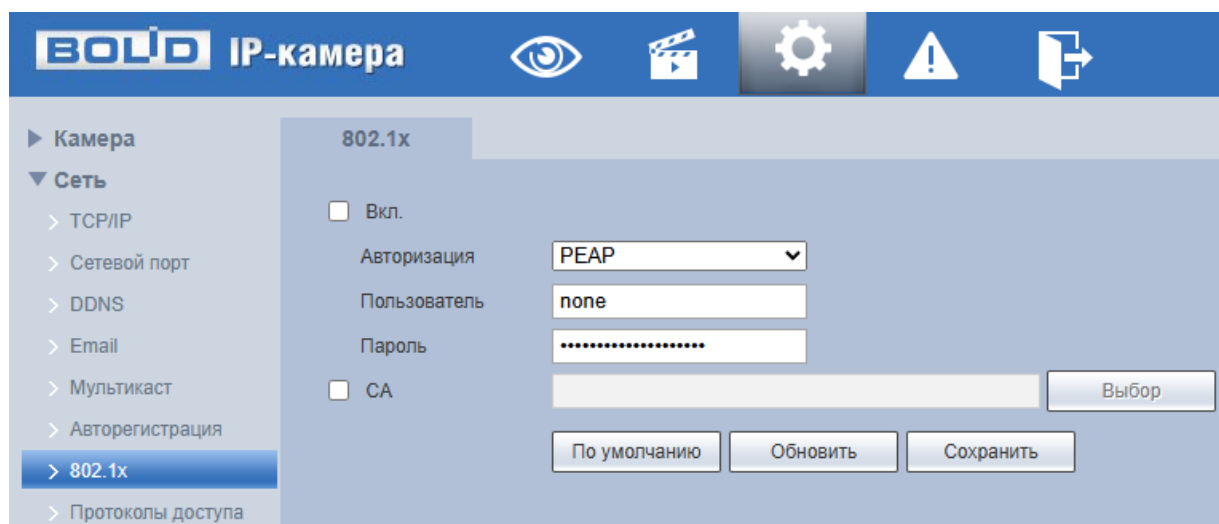 BOLID IP-камера
Камера
Сеть
TCP/IP
Сетевой порт
DDNS
Email
Мультикаст
Авторегистрация
802.1x
Протоколы доступа
802.1x
Вкл.
Авторизация PEAP
Пользователь none
Пароль ••••••••••••••••••••
CA Выбор
По умолчанию Обновить Сохранить